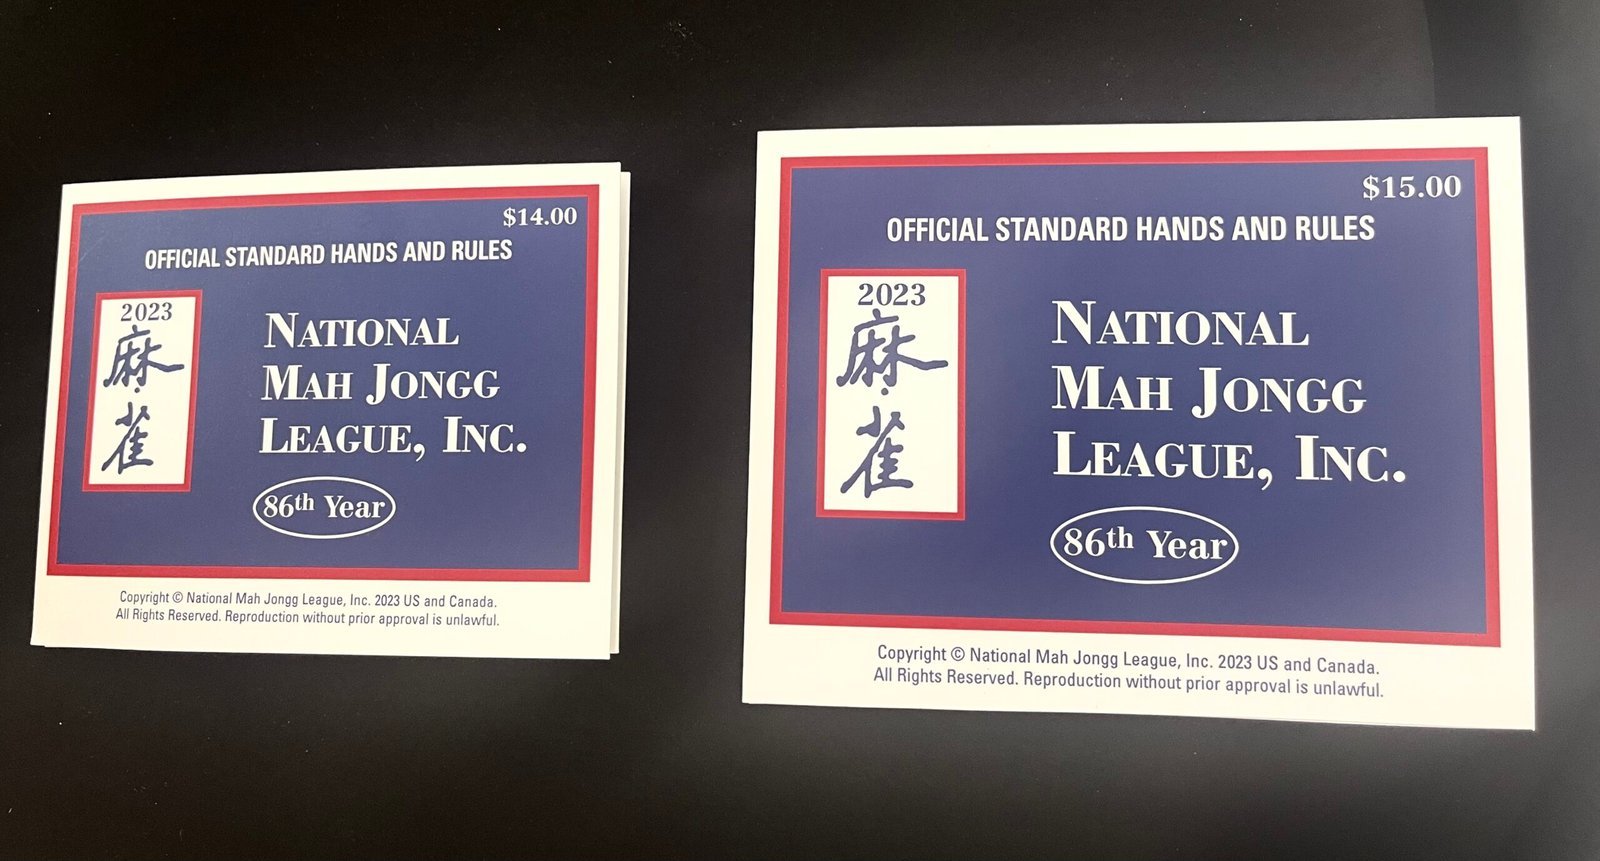 $14.00
OFFICIAL STANDARD HANDS AND RULES
2023
麻雀
NATIONAL
MAH JONGG
LEAGUE, INC.
86th Year
Copyright © National Mah Jongg League, Inc. 2023 US and Canada.
All Rights Reserved. Reproduction without prior approval is unlawful.
$15.00
OFFICIAL STANDARD HANDS AND RULES
2023
麻雀
NATIONAL
MAH JONGG
LEAGUE, INC.
86th Year
Copyright © National Mah Jongg League, Inc. 2023 US and Canada.
All Rights Reserved. Reproduction without prior approval is unlawful.